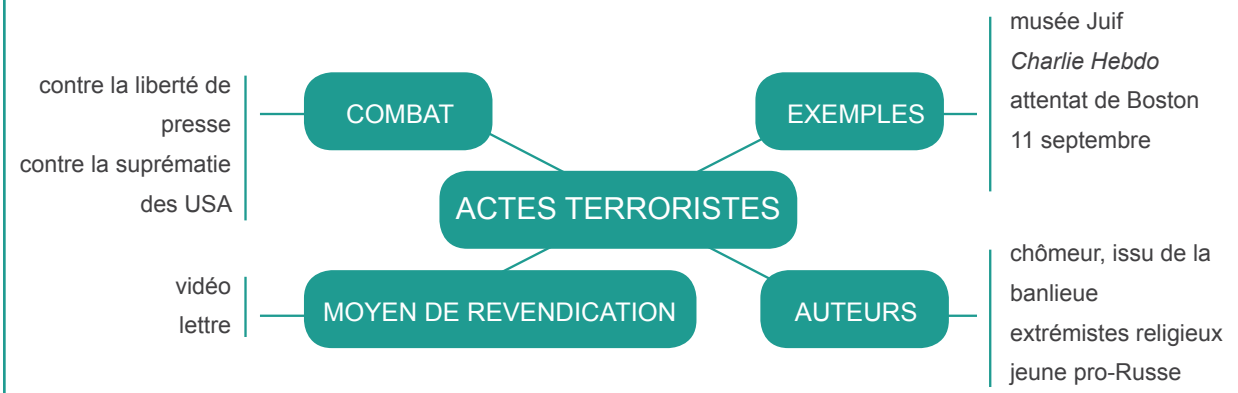 contre la liberté de
presse
contre la suprématie
des USA
COMBAT
EXEMPLES
musée Juif
Charlie Hebdo
attentat de Boston
11 septembre
ACTES TERRORISTES
vidéo
lettre
MOYEN DE REVENDICATION
AUTEURS
chômeur, issu de la
banlieue
extrémistes religieux
jeune pro-Russe